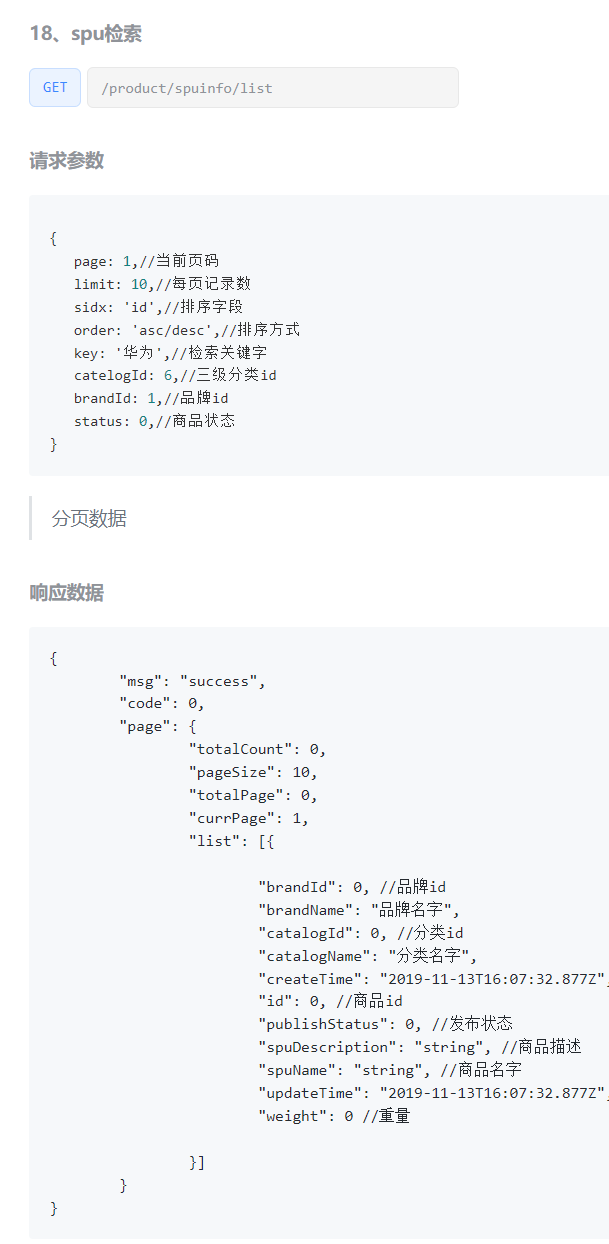 18、spu检索
GET /product/spuinfo/list
请求参数
{
page: 1,//当前页码
limit: 10,//每页记录数
sidx: 'id',//排序字段
order: 'asc/desc',//排序方式
key: '华为',//检索关键字
catelogId: 6,//三级分类id
brandId: 1,//品牌id
status: 0,//商品状态
}
分页数据
响应数据
{
"msg": "success",
"code": 0,
"page": {
"totalCount": 0,
"pageSize": 10,
"totalPage": 0,
"currPage": 1,
"list": [{
"brandId": 0, //品牌id
"brandName": "品牌名字",
"catalogId": 0, //分类id
"catalogName": "分类名字",
"createTime": "2019-11-13T16:07:32.877Z",
"id": 0, //商品id
"publishStatus": 0, //发布状态
"spuDescription": "string", //商品描述
"spuName": "string", //商品名字
"updateTime": "2019-11-13T16:07:32.877Z",
"weight": 0 //重量
}]
}
}